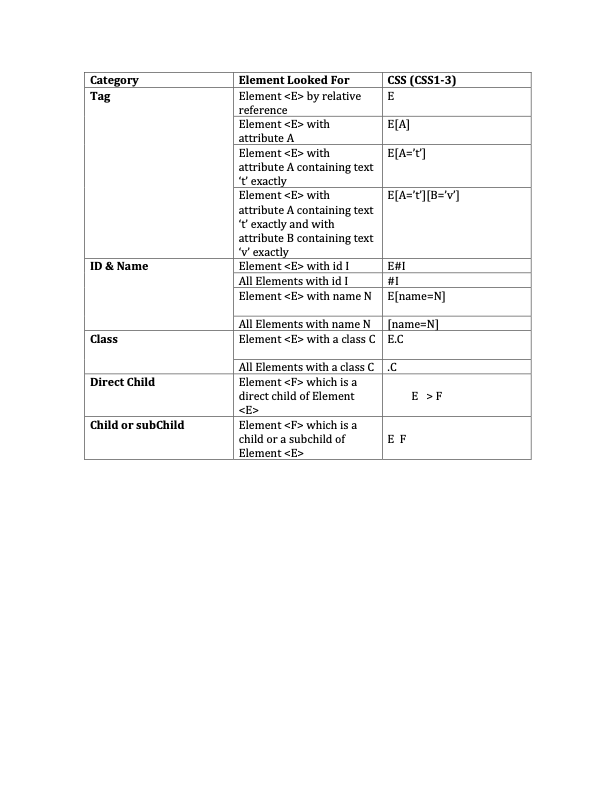 Category Element Looked For CSS (CSS1-3)
Tag Element <E> by relative E
reference
Element <E> with E[A]
attribute A
Element <E> with E[A=’t’]
attribute A containing text
‘t’ exactly
Element <E> with E[A=’t’][B=’v’]
attribute A containing text
‘t’ exactly and with
attribute B containing text
‘v’ exactly
ID & Name Element <E> with id I E#I
All Elements with id I #I
Element <E> with name N E[name=N]
All Elements with name N [name=N]
Class Element <E> with a class C E.C
All Elements with a class C .C
Direct Child Element <F> which is a
direct child of Element E > F
<E>
Child or subChild Element <F> which is a
child or a subchild of E F
Element <E>